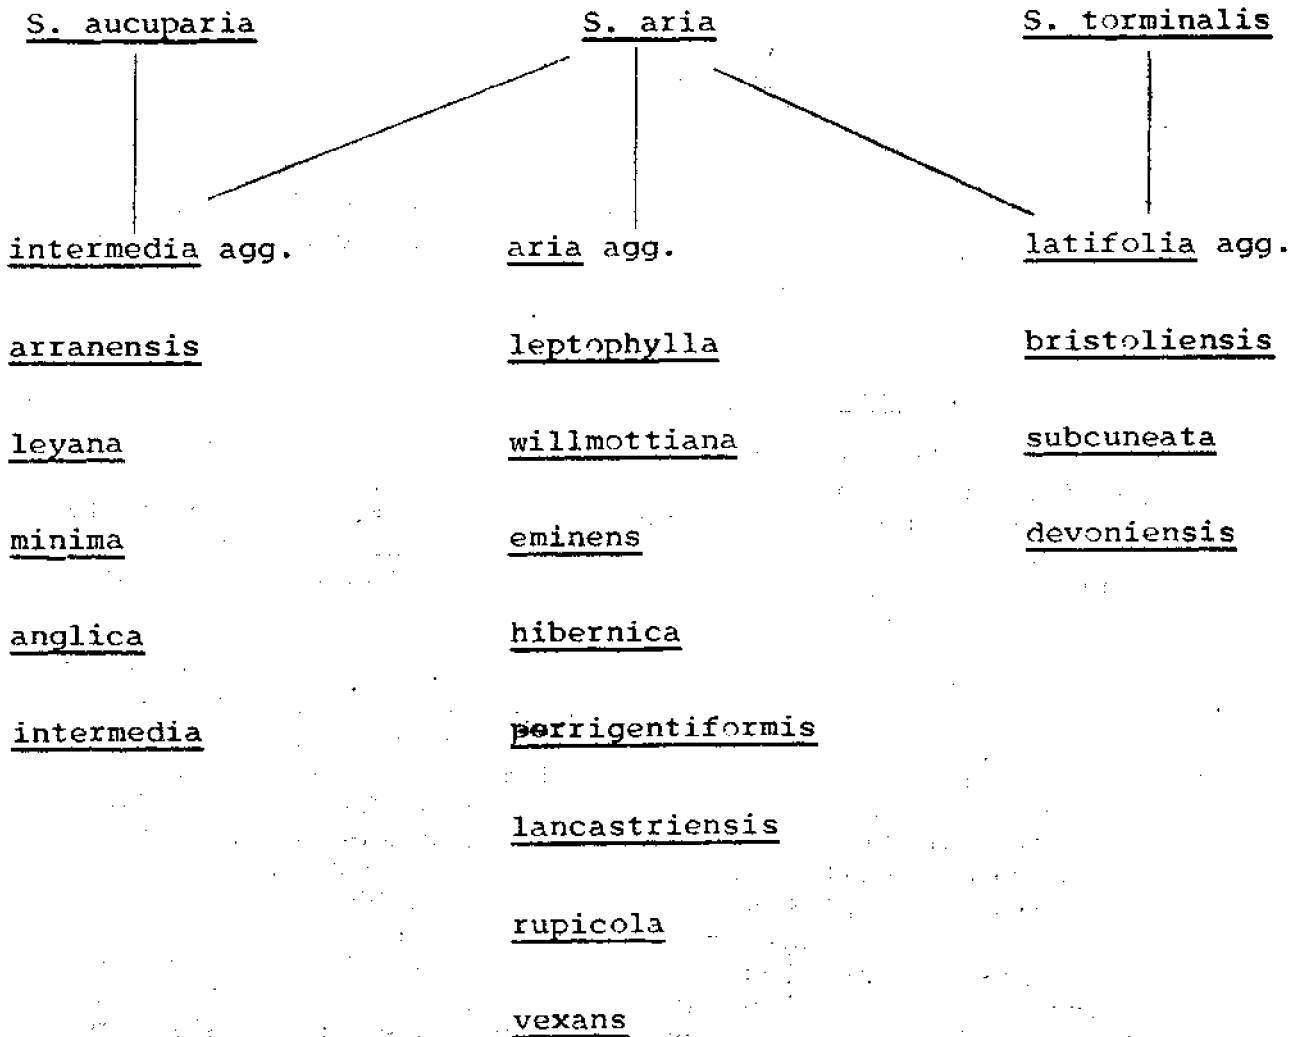 S. aucuparia S. aria S. torminalis
intermedia agg. aria agg. latifolia agg.
arranensis leptophylla bristoliensis
leyana willmottiana subcuneata
minima eminens devoniensis
anglica hibernica
intermedia porrigentiformis
lancastriensis
rupicola
vexans